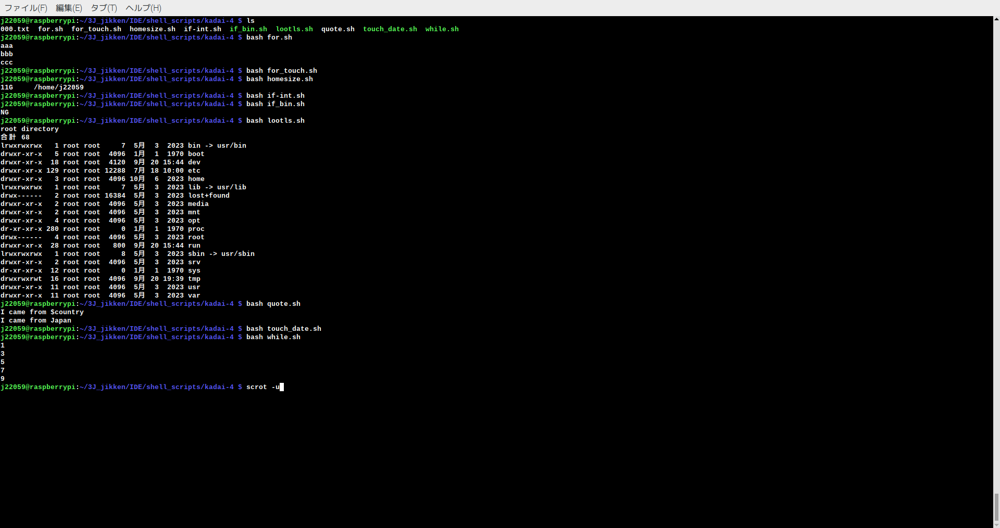 ファイル(F) 編集(E) タブ(T) ヘルプ(H)
j22059@raspberrypi:~/3J_jikken/IDE/shell_scripts/kadai-4 $ ls
000.txt  for.sh  for_touch.sh  homesize.sh  if-int.sh  if_bin.sh  lootls.sh  quote.sh  touch_date.sh  while.sh
j22059@raspberrypi:~/3J_jikken/IDE/shell_scripts/kadai-4 $ bash for.sh
aaa
bbb
ccc
j22059@raspberrypi:~/3J_jikken/IDE/shell_scripts/kadai-4 $ bash for_touch.sh
j22059@raspberrypi:~/3J_jikken/IDE/shell_scripts/kadai-4 $ bash homesize.sh
11G     /home/j22059
j22059@raspberrypi:~/3J_jikken/IDE/shell_scripts/kadai-4 $ bash if-int.sh
j22059@raspberrypi:~/3J_jikken/IDE/shell_scripts/kadai-4 $ bash if_bin.sh
NG
j22059@raspberrypi:~/3J_jikken/IDE/shell_scripts/kadai-4 $ bash lootls.sh
root directory
合計 68
lrwxrwxrwx   1 root root     7  5月  3  2023 bin -> usr/bin
drwxr-xr-x   5 root root  4096  1月  1  1970 boot
drwxr-xr-x  18 root root  4120  9月 20 15:44 dev
drwxr-xr-x 129 root root 12288  7月 18 10:00 etc
drwxr-xr-x   3 root root  4096 10月  6  2023 home
lrwxrwxrwx   1 root root     7  5月  3  2023 lib -> usr/lib
drwx------   2 root root 16384  5月  3  2023 lost+found
drwxr-xr-x   2 root root  4096  5月  3  2023 media
drwxr-xr-x   2 root root  4096  5月  3  2023 mnt
drwxr-xr-x   4 root root  4096  5月  3  2023 opt
dr-xr-xr-x 280 root root     0  1月  1  1970 proc
drwx------   4 root root  4096  5月  3  2023 root
drwxr-xr-x  28 root root   800  9月 20 15:44 run
lrwxrwxrwx   1 root root     8  5月  3  2023 sbin -> usr/sbin
drwxr-xr-x   2 root root  4096  5月  3  2023 srv
dr-xr-xr-x  12 root root     0  1月  1  1970 sys
drwxrwxrwt  16 root root  4096  9月 20 19:39 tmp
drwxr-xr-x  11 root root  4096  5月  3  2023 usr
drwxr-xr-x  11 root root  4096  5月  3  2023 var
j22059@raspberrypi:~/3J_jikken/IDE/shell_scripts/kadai-4 $ bash quote.sh
I came from $country
I came from Japan
j22059@raspberrypi:~/3J_jikken/IDE/shell_scripts/kadai-4 $ bash touch_date.sh
j22059@raspberrypi:~/3J_jikken/IDE/shell_scripts/kadai-4 $ bash while.sh
1
3
5
7
9
j22059@raspberrypi:~/3J_jikken/IDE/shell_scripts/kadai-4 $ scrot -u